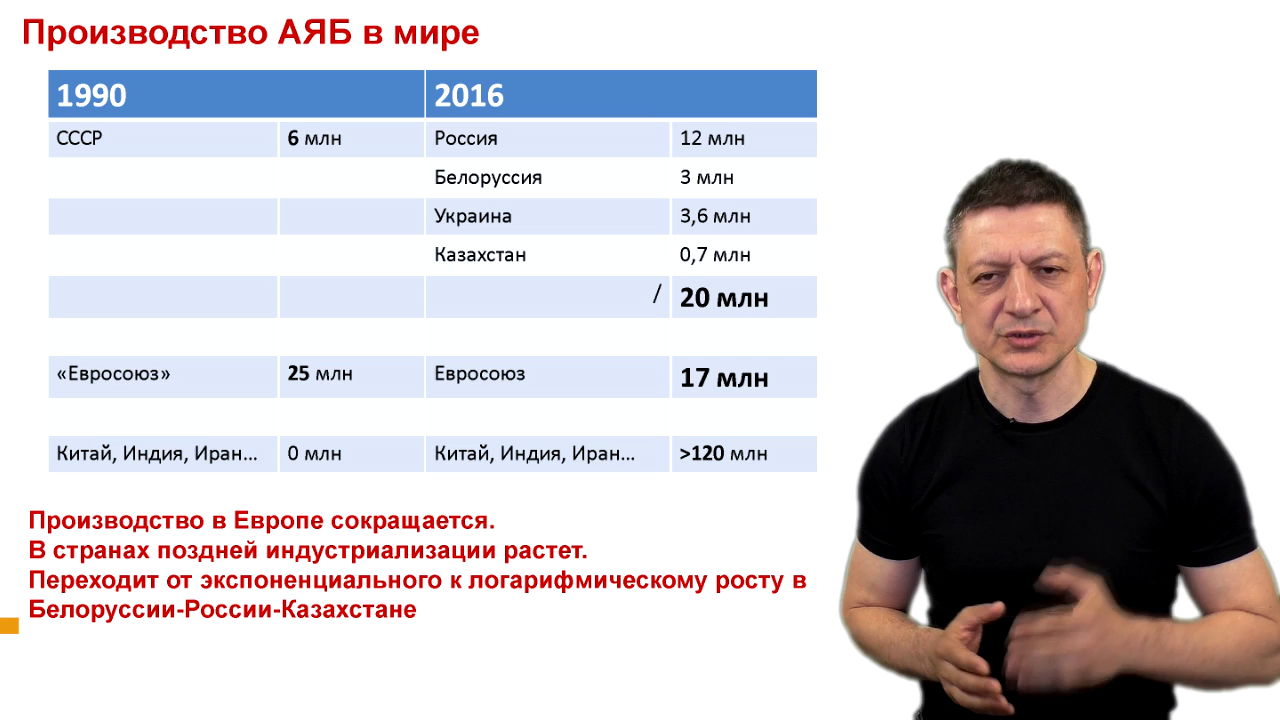 Производство АЯБ в мире
1990 2016
СССР 6 млн Россия 12 млн
Белоруссия 3 млн
Украина 3,6 млн
Казахстан 0,7 млн
/ 20 млн
«Евросоюз» 25 млн Евросоюз 17 млн
Китай, Индия, Иран... 0 млн Китай, Индия, Иран... >120 млн
Производство в Европе сокращается.
В странах поздней индустриализации растет.
Переходит от экспоненциального к логарифмическому росту в
Белоруссии-России-Казахстане